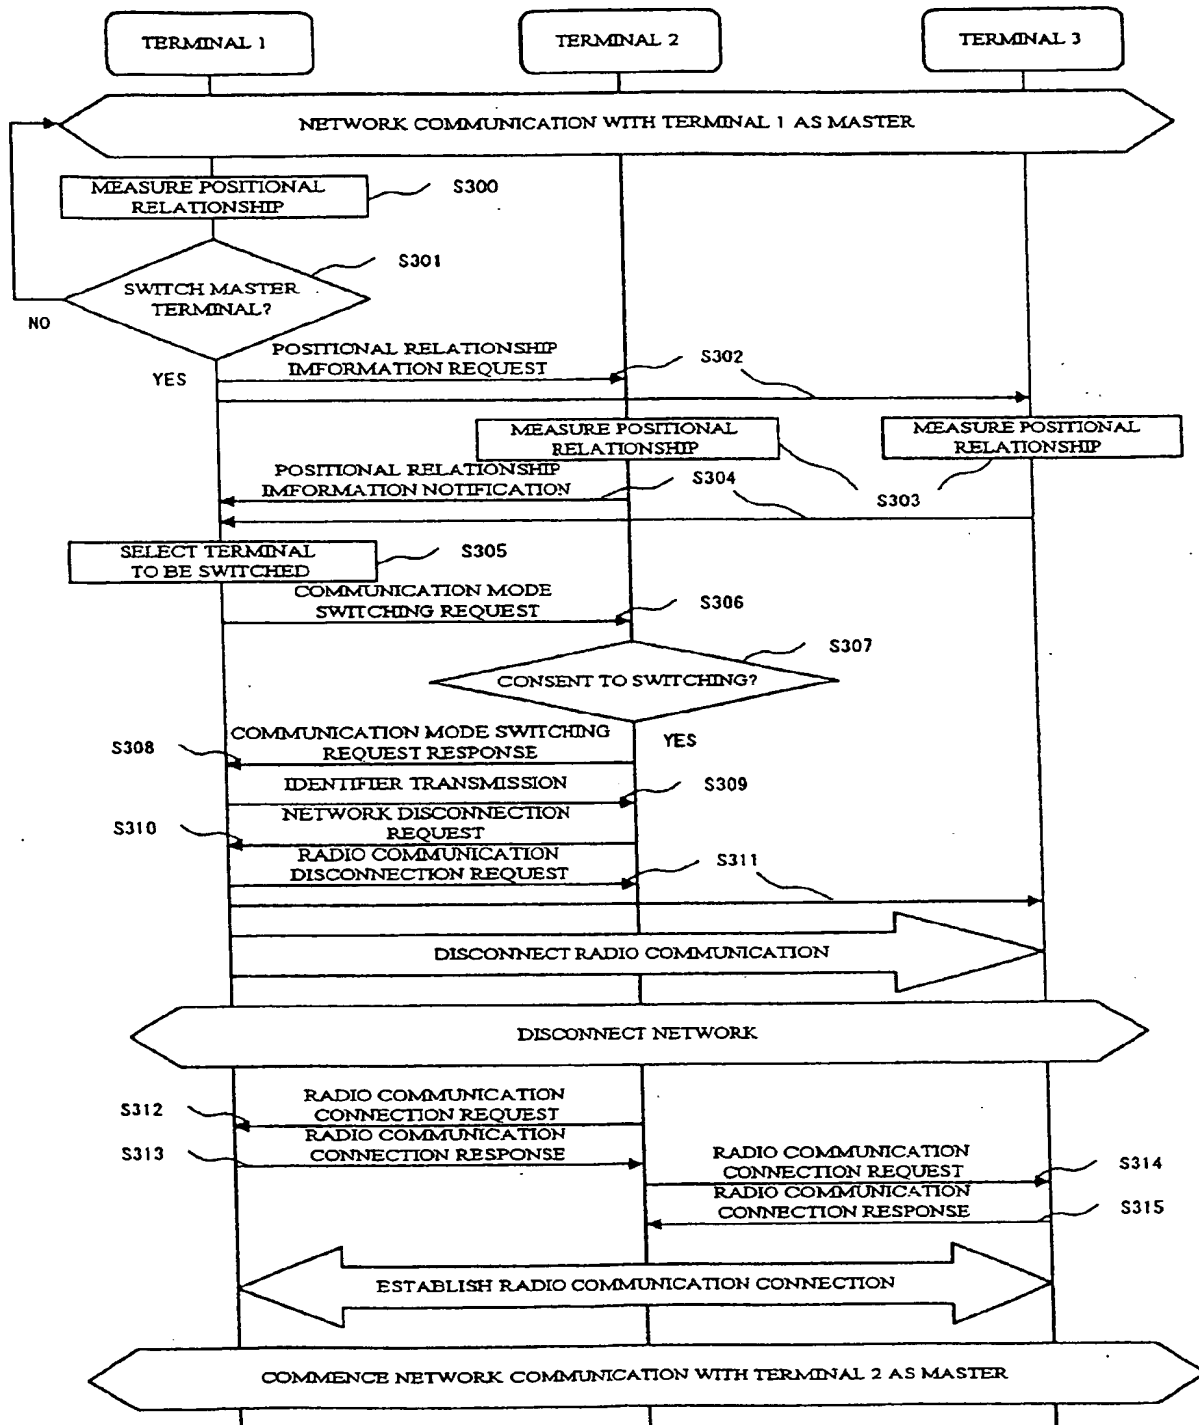 TERMINAL 1
TERMINAL 2
TERMINAL 3
NETWORK COMMUNICATION WITH TERMINAL 1 AS MASTER
MEASURE POSITIONAL
RELATIONSHIP
S300
SWITCH MASTER
TERMINAL?
S301
NO
YES
POSITIONAL RELATIONSHIP
IMFORMATION REQUEST
S302
MEASURE POSITIONAL
RELATIONSHIP
MEASURE POSITIONAL
RELATIONSHIP
S303
POSITIONAL RELATIONSHIP
IMFORMATION NOTIFICATION
S304
SELECT TERMINAL
TO BE SWITCHED
S305
COMMUNICATION MODE
SWITCHING REQUEST
S306
CONSENT TO SWITCHING?
S307
YES
COMMUNICATION MODE SWITCHING
REQUEST RESPONSE
S308
IDENTIFIER TRANSMISSION
S309
NETWORK DISCONNECTION
REQUEST
S310
RADIO COMMUNICATION
DISCONNECTION REQUEST
S311
DISCONNECT RADIO COMMUNICATION
DISCONNECT NETWORK
RADIO COMMUNICATION
CONNECTION REQUEST
S312
RADIO COMMUNICATION
CONNECTION RESPONSE
S313
RADIO COMMUNICATION
CONNECTION REQUEST
S314
RADIO COMMUNICATION
CONNECTION RESPONSE
S315
ESTABLISH RADIO COMMUNICATION CONNECTION
COMMENCE NETWORK COMMUNICATION WITH TERMINAL 2 AS MASTER